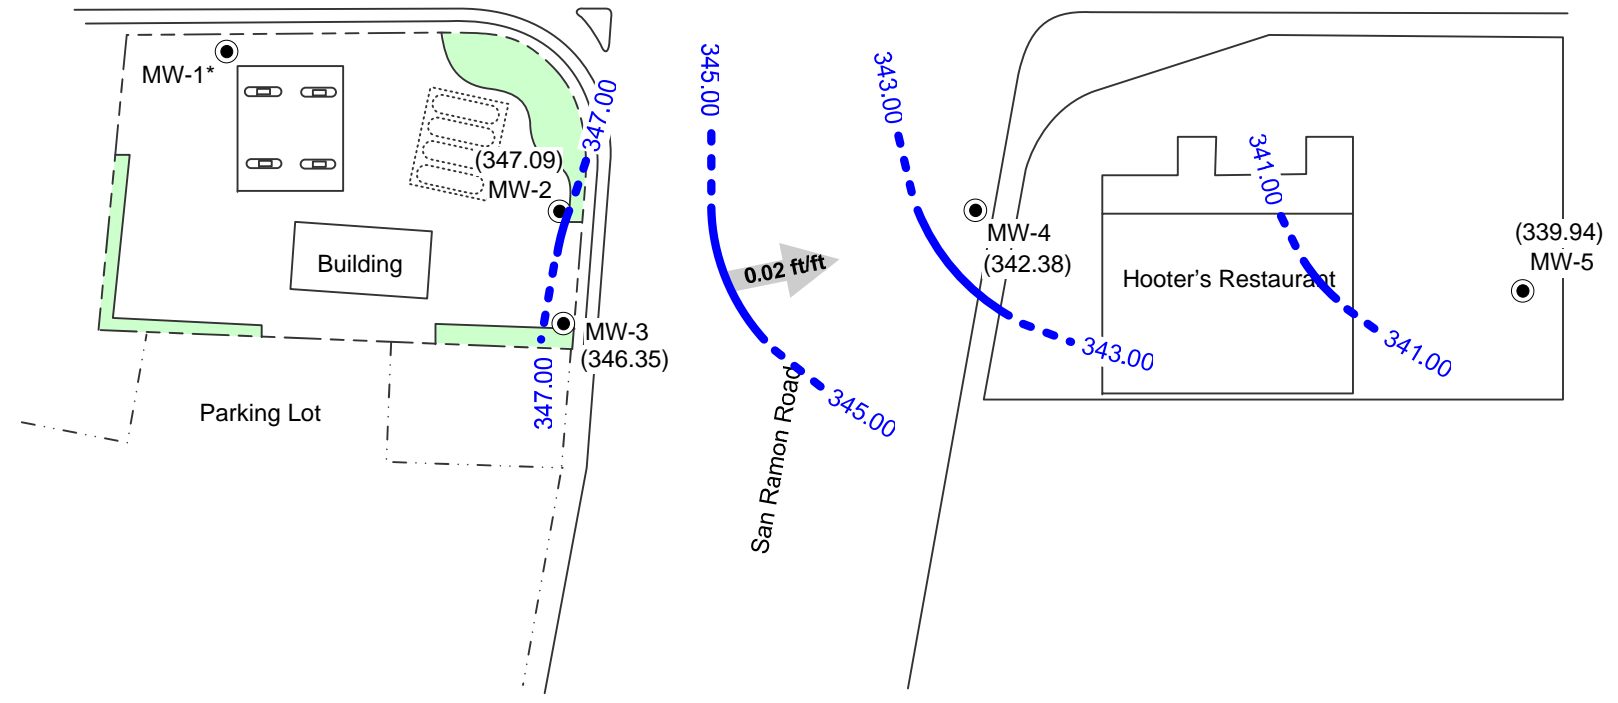 MW-1*
347.00
(347.09)
MW-2
Building
MW-3
(346.35)
347.00
Parking Lot
345.00
0.02 ft/ft
345.00
San Ramon Road
343.00
MW-4
(342.38)
343.00
341.00
Hooter’s Restaurant
341.00
(339.94)
MW-5